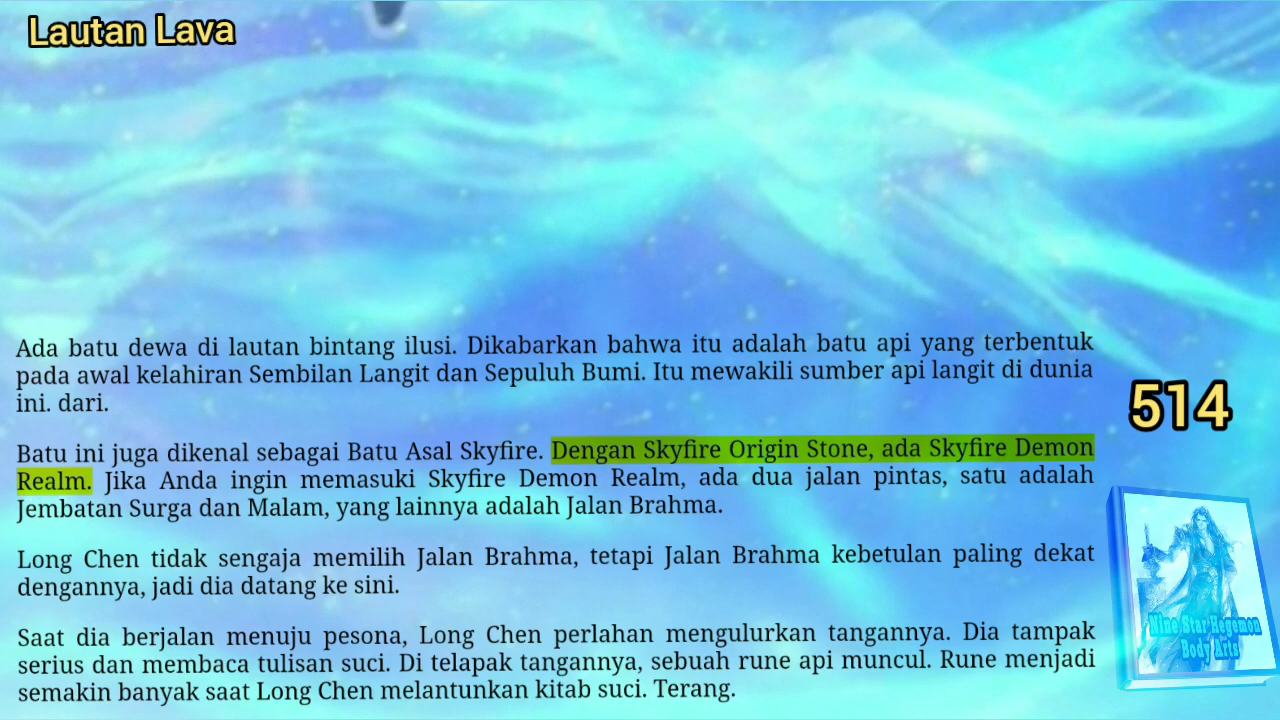 Lautan Lava
Ada batu dewa di lautan bintang ilusi. Dikabarkan bahwa itu adalah batu api yang terbentuk
pada awal kelahiran Sembilan Langit dan Sepuluh Bumi. Itu mewakili sumber api langit di dunia
ini. dari.
Batu ini juga dikenal sebagai Batu Asal Skyfire. Dengan Skyfire Origin Stone, ada Skyfire Demon
Realm. Jika Anda ingin memasuki Skyfire Demon Realm, ada dua jalan pintas, satu adalah
Jembatan Surga dan Malam, yang lainnya adalah Jalan Brahma.
Long Chen tidak sengaja memilih Jalan Brahma, tetapi Jalan Brahma kebetulan paling dekat
dengannya, jadi dia datang ke sini.
Saat dia berjalan menuju pesona, Long Chen perlahan mengulurkan tangannya. Dia tampak
serius dan membaca tulisan suci. Di telapak tangannya, sebuah rune api muncul. Rune menjadi
semakin banyak saat Long Chen melantunkan kitab suci. Terang.
514
Nine Star Hegemon
Body Arts